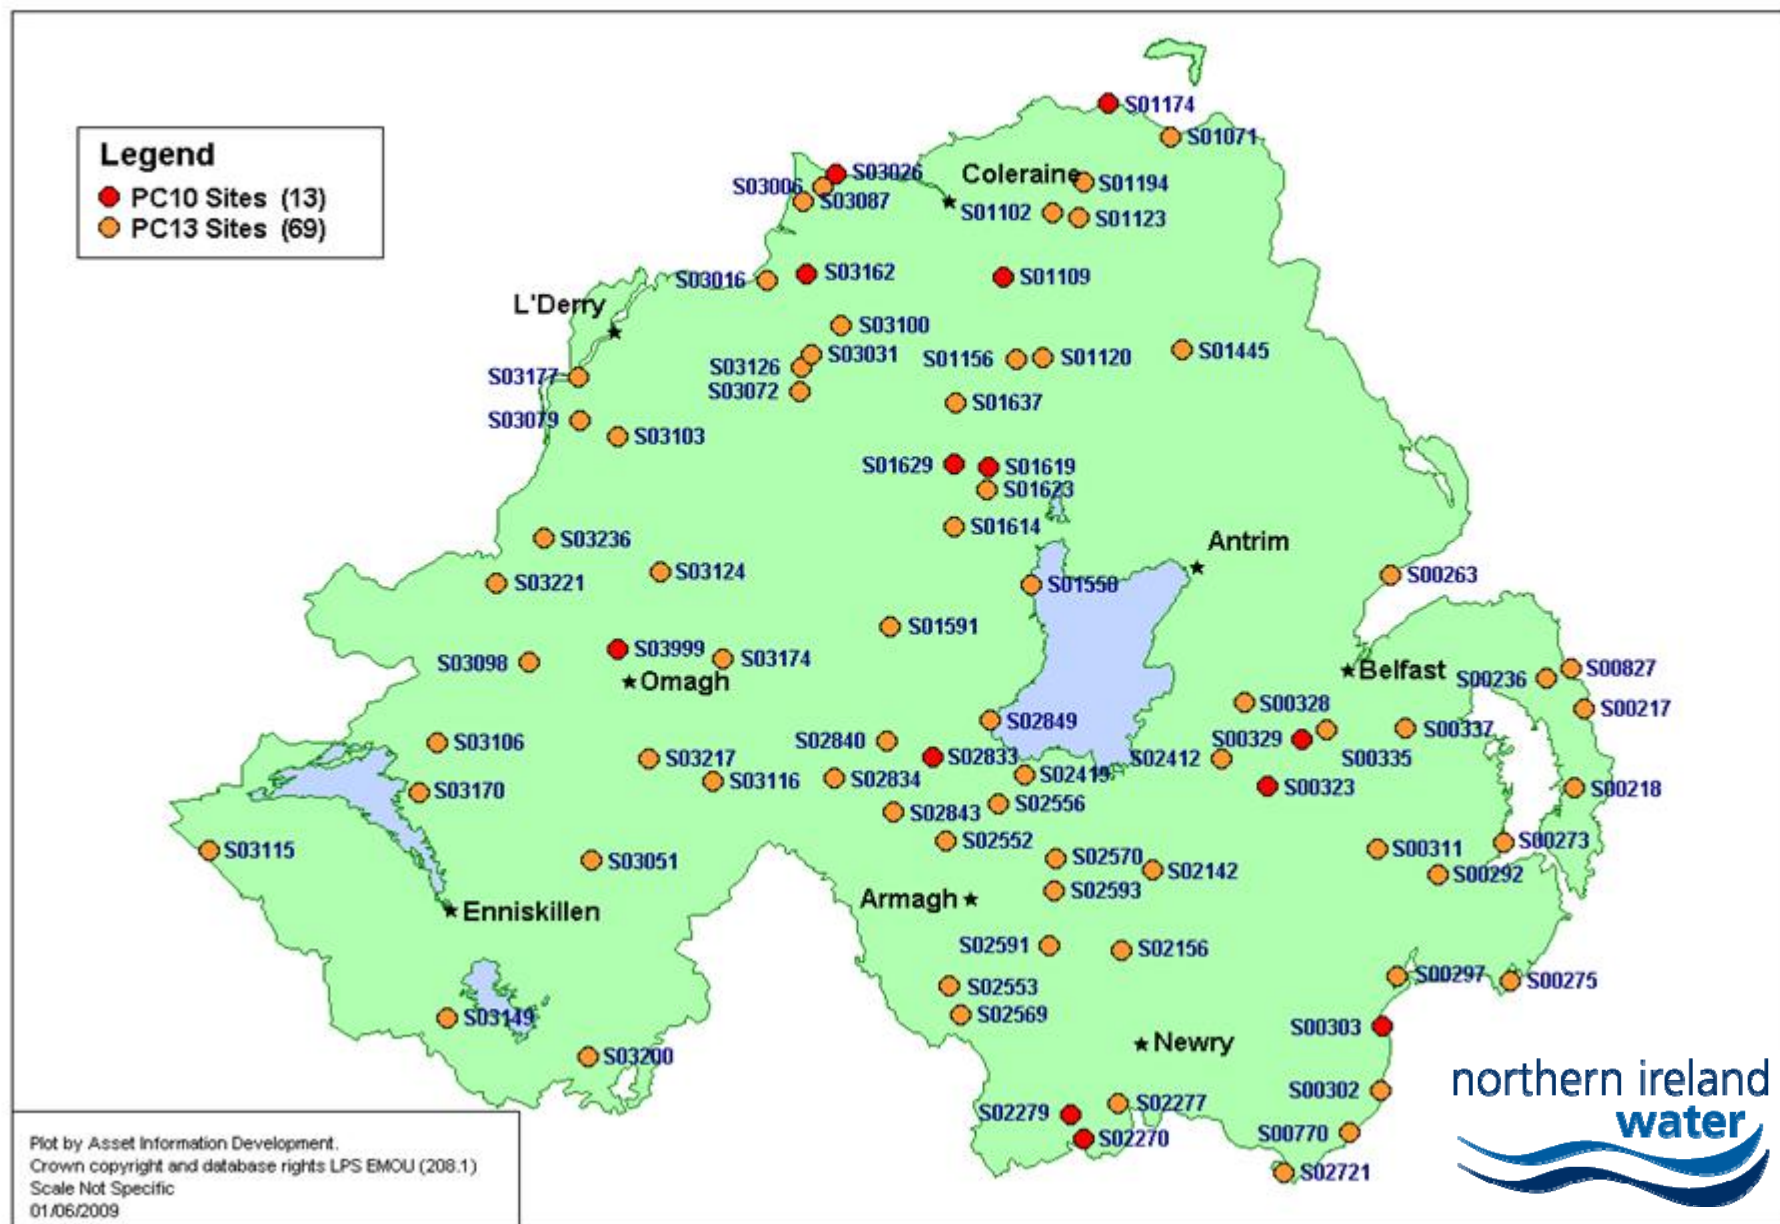 S01174
S01071
Legend
PC10 Sites (13)
PC13 Sites (69)
S03026
S03006
S03087
Coleraine
S01194
S01102
S01123
S03016
S03162
S01109
L'Derry
S03100
S03031
S03126
S03072
S01156
S01120
S01445
S03177
S01637
S03079
S03103
S01629
S01619
S01623
S01614
S03236
Antrim
S03221
S03124
S01558
S00263
S01591
S03999
S03098
S03174
Omagh
Belfast
S00827
S00236
S00217
S00328
S02849
S03106
S02840
S00329
S00335
S00337
S03217
S02833
S02412
S03170
S03116
S02834
S02419
S00323
S00218
S02843
S02556
S03115
S03051
S02552
S02570
S02142
S00311
S00273
S00292
Enniskillen
Armagh
S02593
S02591
S02156
S02553
S00297
S00275
S03149
S02569
S00303
S03200
Newry
S02279
S02277
S00302
S02270
S00770
S02721
northern ireland
water
Plot by Asset Information Development.
Crown copyright and database rights LPS EMOU (208.1)
Scale Not Specific
01/06/2009